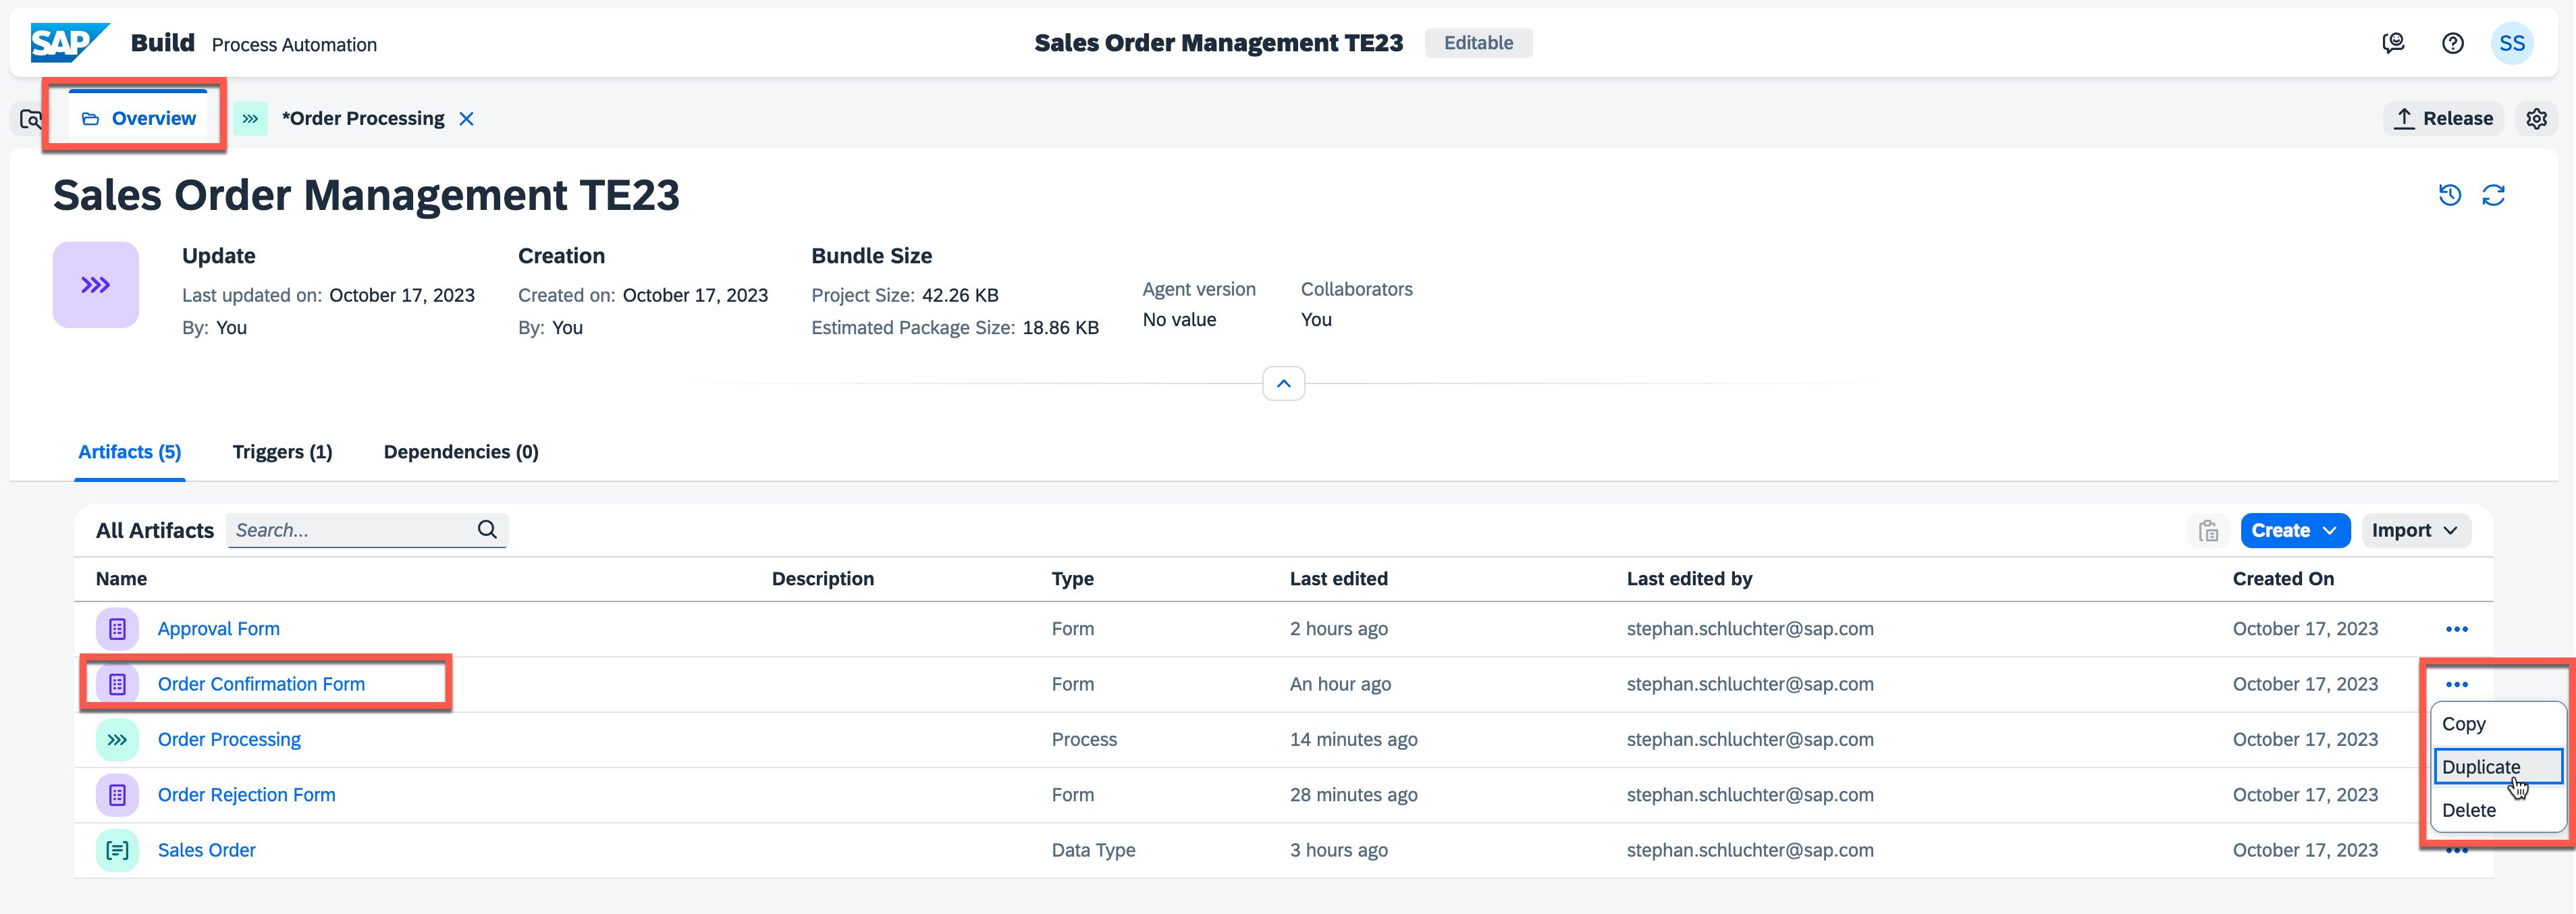 SAP Build Process Automation Sales Order Management TE23 Editable SS
Overview *Order Processing Release
Sales Order Management TE23
Update Creation Bundle Size
Agent version Collaborators
Last updated on: October 17, 2023 Created on: October 17, 2023 Project Size: 42.26 KB
No value You
By: You By: You Estimated Package Size: 18.86 KB
Artifacts (5) Triggers (1) Dependencies (0)
All Artifacts Search... Create Import
Name Description Type Last edited Last edited by Created On
Approval Form Form 2 hours ago stephan.schluchter@sap.com October 17, 2023
Order Confirmation Form Form An hour ago stephan.schluchter@sap.com October 17, 2023
Copy
Order Processing Process 14 minutes ago stephan.schluchter@sap.com October 17, 2023
Duplicate
Order Rejection Form Form 28 minutes ago stephan.schluchter@sap.com October 17, 2023
Delete
Sales Order Data Type 3 hours ago stephan.schluchter@sap.com October 17, 2023